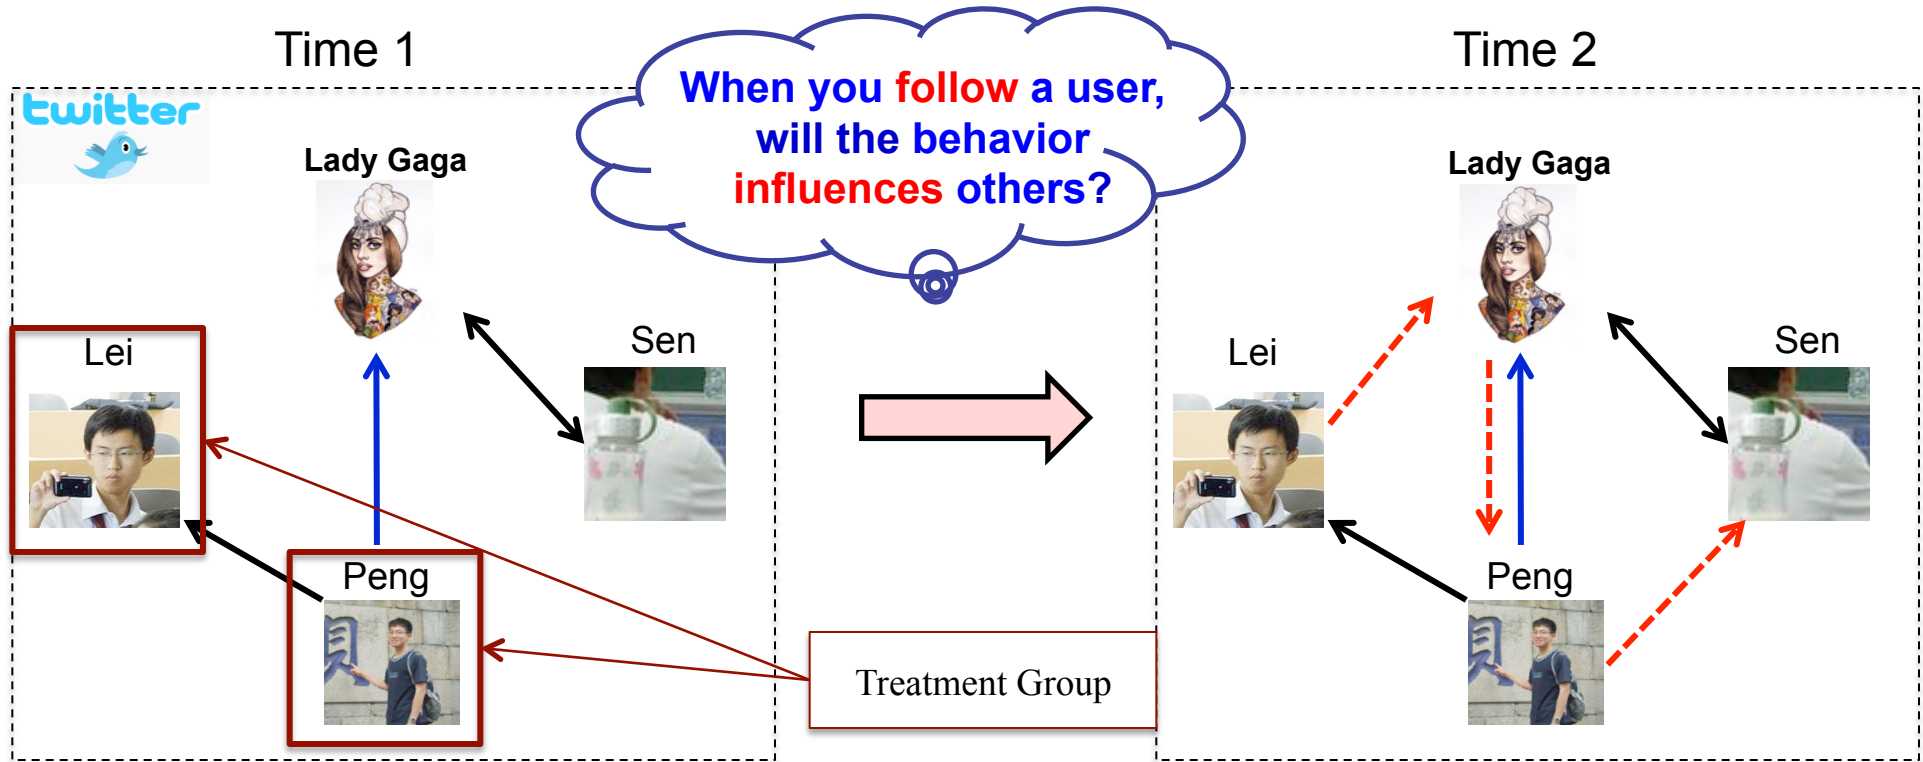 Time 1
Time 2
twitter
When you follow a user,
will the behavior
influences others?
Lady Gaga
Lei
Sen
Peng
Treatment Group
Lady Gaga
Lei
Sen
Peng